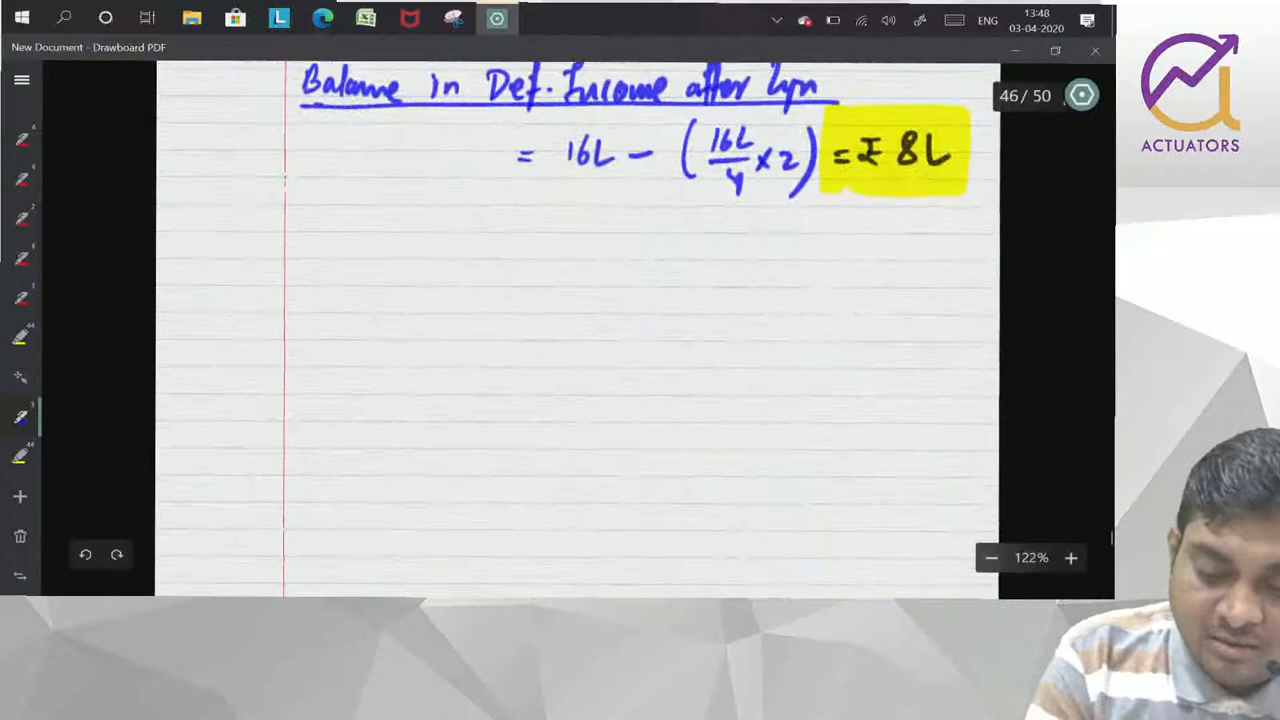 13:48
ENG
03-04-2020
New Document - Drawboard PDF
Balance in Def. Income after 2yn
46 / 50
= 16L - (16L/4 × 2) = ₹ 8L
ACTUATORS
122%